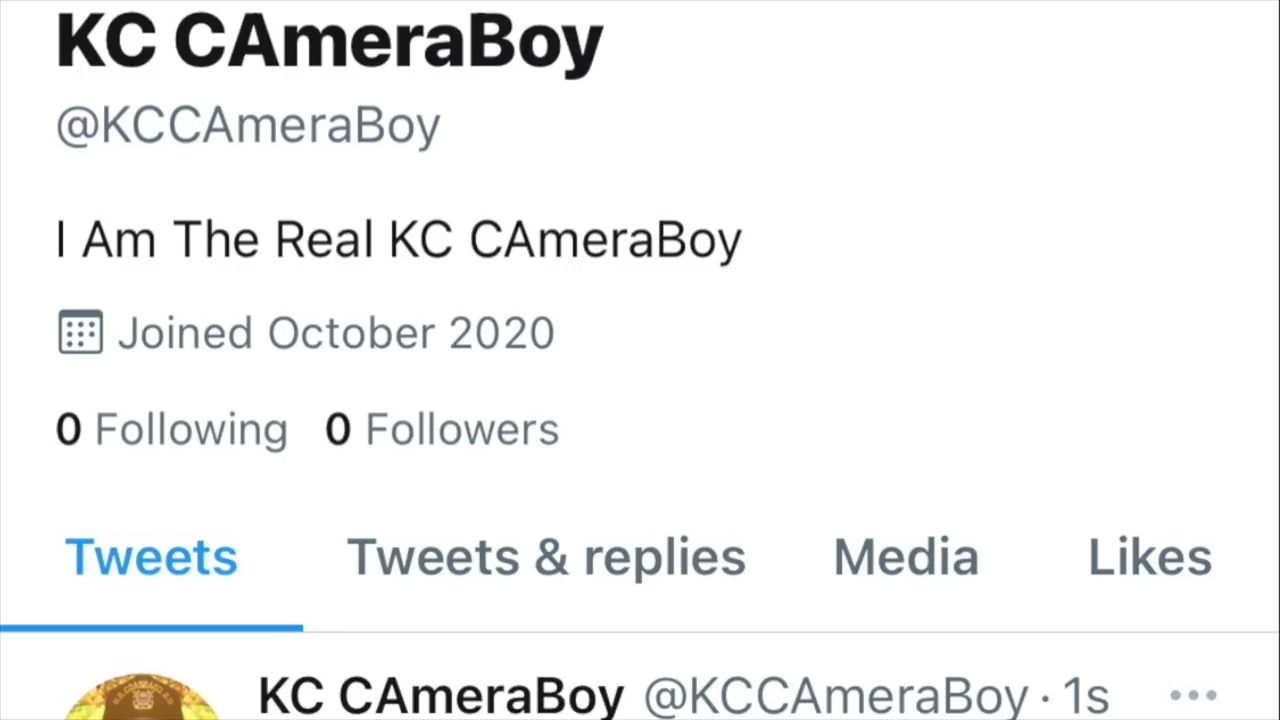 KC CAmeraBoy
@KCCAmeraBoy
I Am The Real KC CAmeraBoy
Joined October 2020
0 Following 0 Followers
Tweets Tweets & replies Media Likes
KC CAmeraBoy @KCCAmeraBoy · 1s